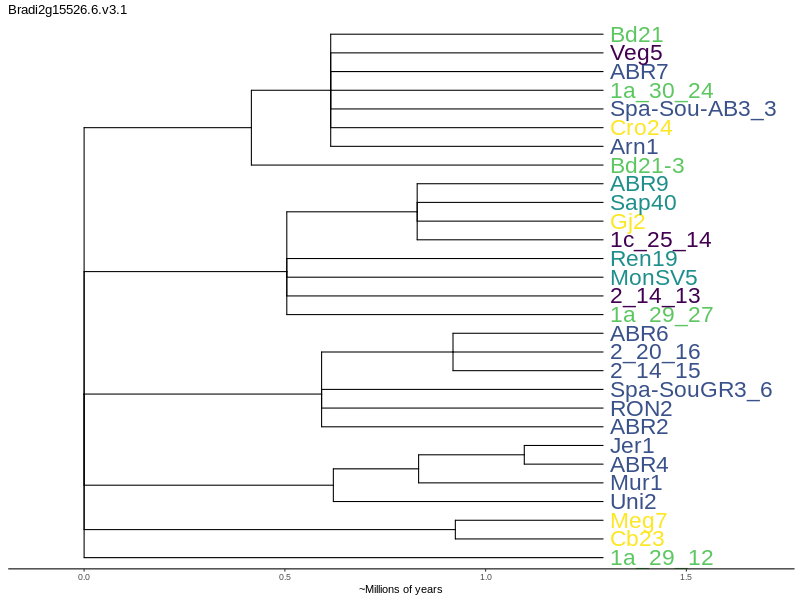 Bradi2g15526.6.v3.1
Bd21
Veg5
ABR7
1a_30_24
Spa-Sou-AB3_3
Cro24
Arn1
Bd21-3
ABR9
Sap40
Gj2
1c_25_14
Ren19
MonSV5
2_14_13
1a_29_27
ABR6
2_20_16
2_14_15
Spa-SouGR3_6
RON2
ABR2
Jer1
ABR4
Mur1
Uni2
Meg7
Cb23
1a_29_12
0.0 0.5 1.0 1.5
~Millions of years